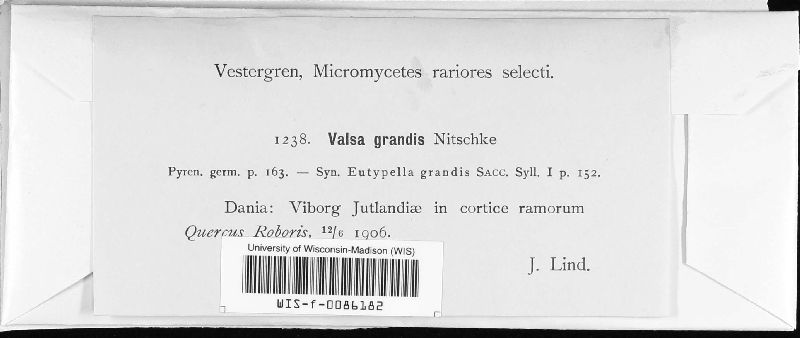 Vestergren, Micromycetes rariores selecti.
1238. Valsa grandis Nitschke
Pyren. germ. p. 163. — Syn. Eutypella grandis SACC. Syll. I p. 152.
Dania: Viborg Jutlandiæ in cortice ramorum
Quercus Roboris, 12/6 1906.
J. Lind.
University of Wisconsin-Madison (WIS)
WIS-f-0086182